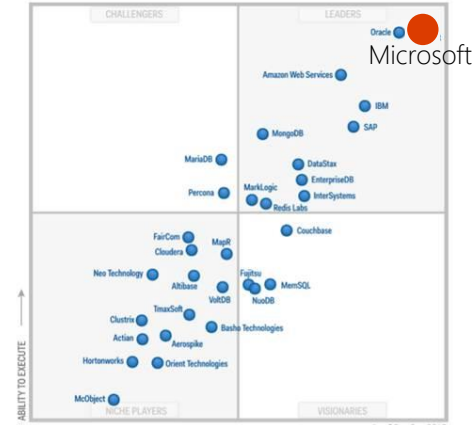 CHALLENGERS
LEADERS
Oracle
Microsoft
Amazon Web Services
IBM
SAP
MongoDB
MariaDB
DataStax
EnterpriseDB
MarkLogic
Percona
InterSystems
Redis Labs
Couchbase
FairCom
MapR
Cloudera
Neo Technology
Altibase
Fujitsu
VoltDB
MemSQL
NuoDB
TmaxSoft
Clustrix
Basho Technologies
Actian
Aerospike
Hortonworks
Orient Technologies
McObject
NICHE PLAYERS
VISIONARIES
ABILITY TO EXECUTE